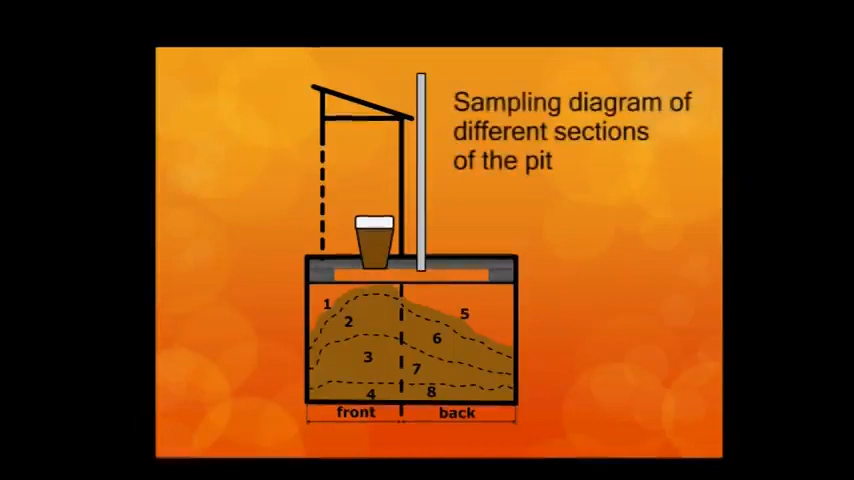 Sampling diagram of
different sections
of the pit
1
2
3
4
5
6
7
8
front
back